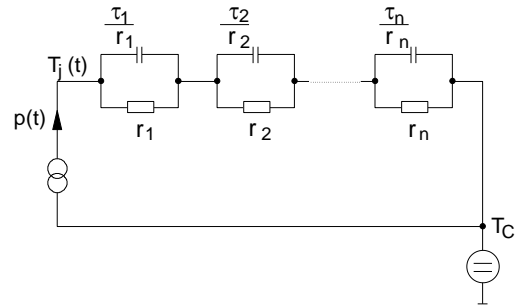 τ1 τ2 τn
r1 r2 rn
Tj(t)
r1 r2 rn
p(t)
TC